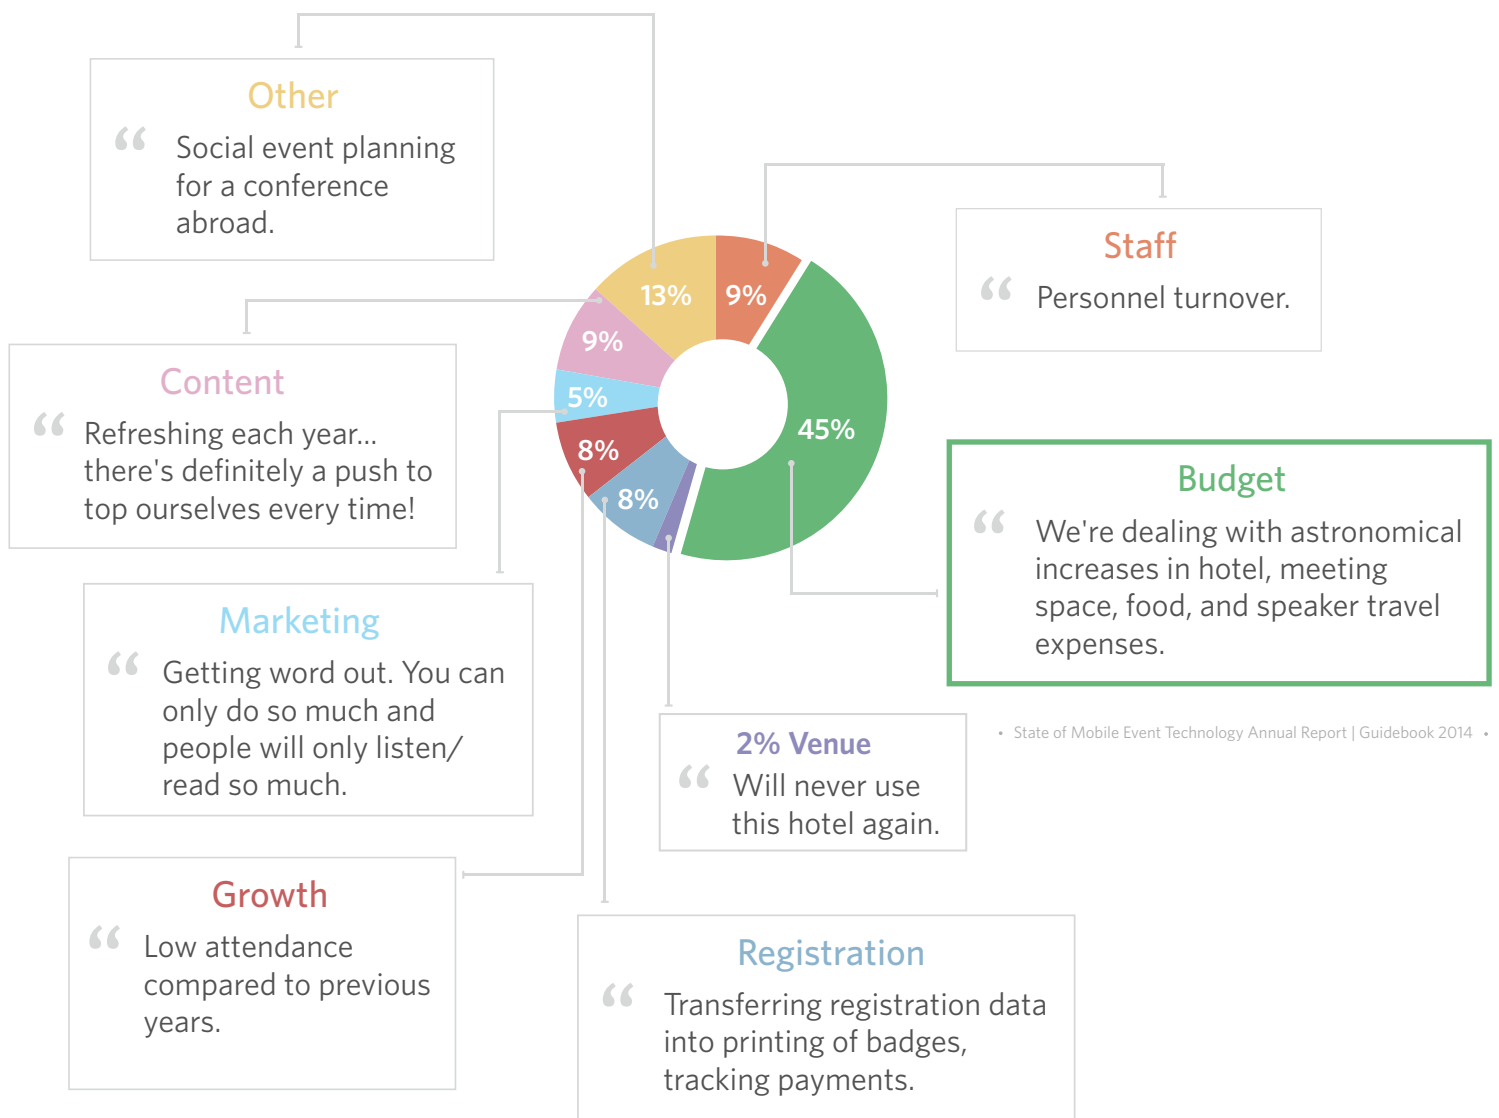 Other
“ Social event planning
for a conference
abroad.
Staff
“ Personnel turnover.
13%
9%
9%
5%
8%
8%
45%
Content
“ Refreshing each year...
there's definitely a push to
top ourselves every time!
Budget
“ We're dealing with astronomical
increases in hotel, meeting
space, food, and speaker travel
expenses.
Marketing
“ Getting word out. You can
only do so much and
people will only listen/
read so much.
2% Venue
“ Will never use
this hotel again.
• State of Mobile Event Technology Annual Report | Guidebook 2014 •
Growth
“ Low attendance
compared to previous
years.
Registration
“ Transferring registration data
into printing of badges,
tracking payments.